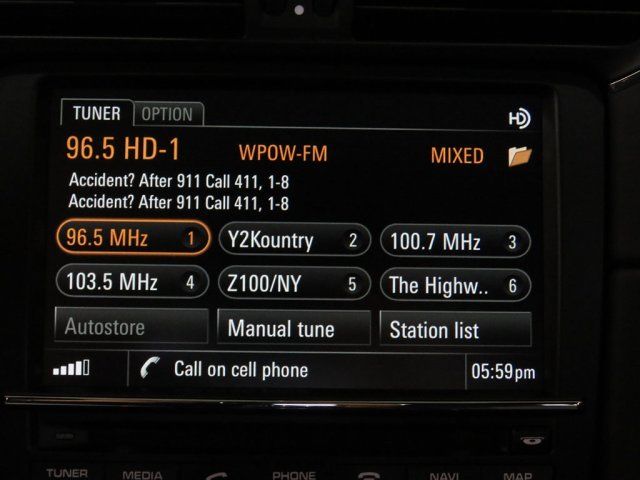 TUNER OPTION
HD
96.5 HD-1 WPOW-FM MIXED
Accident? After 911 Call 411, 1-8
Accident? After 911 Call 411, 1-8
96.5 MHz 1 Y2Kountry 2 100.7 MHz 3
103.5 MHz 4 Z100/NY 5 The Highw.. 6
Autostore Manual tune Station list
Call on cell phone 05:59pm
TUNER MEDIA PHONE NAVI MAP